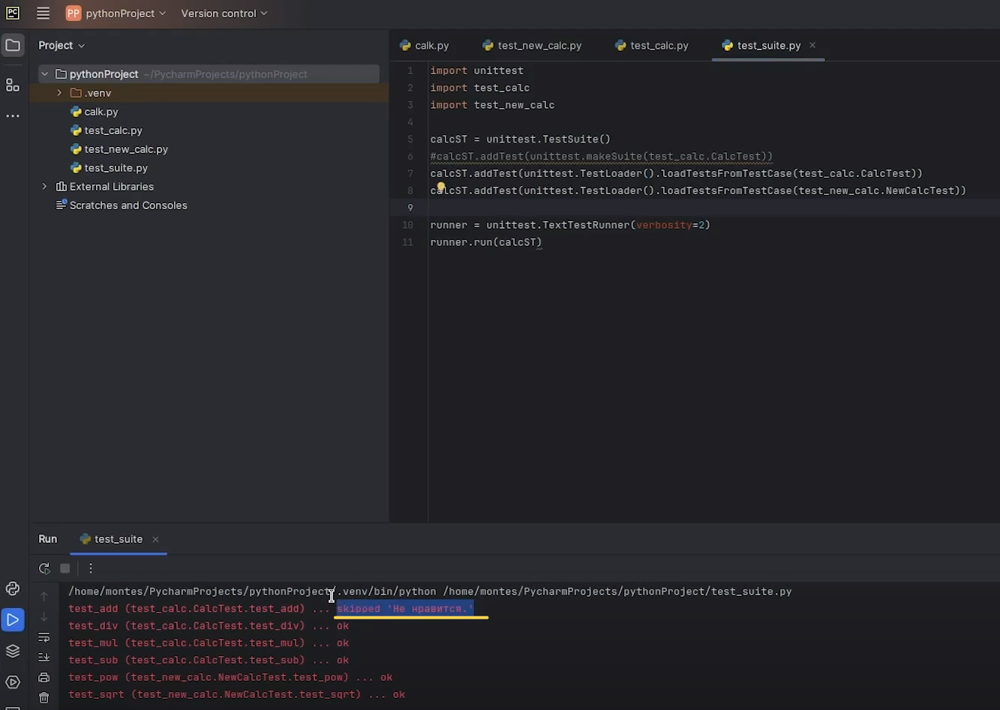 PC
PP pythonProject Version control
Project
calk.py test_new_calc.py test_calc.py test_suite.py
pythonProject ~/PycharmProjects/pythonProject
.venv
calk.py
test_calc.py
test_new_calc.py
test_suite.py
External Libraries
Scratches and Consoles
1 import unittest
2 import test_calc
3 import test_new_calc
4
5 calcST = unittest.TestSuite()
6 #calcST.addTest(unittest.makeSuite(test_calc.CalcTest))
7 calcST.addTest(unittest.TestLoader().loadTestsFromTestCase(test_calc.CalcTest))
8 calcST.addTest(unittest.TestLoader().loadTestsFromTestCase(test_new_calc.NewCalcTest))
9
10 runner = unittest.TextTestRunner(verbosity=2)
11 runner.run(calcST)
Run test_suite
/home/montes/PycharmProjects/pythonProject/.venv/bin/python /home/montes/PycharmProjects/pythonProject/test_suite.py
test_add (test_calc.CalcTest.test_add) ... skipped 'Не нравится.'
test_div (test_calc.CalcTest.test_div) ... ok
test_mul (test_calc.CalcTest.test_mul) ... ok
test_sub (test_calc.CalcTest.test_sub) ... ok
test_pow (test_new_calc.NewCalcTest.test_pow) ... ok
test_sqrt (test_new_calc.NewCalcTest.test_sqrt) ... ok